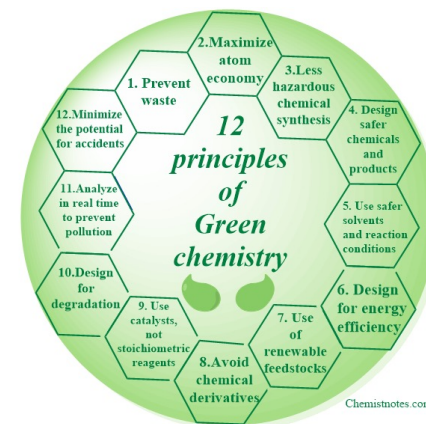 12
principles
of
Green
chemistry
1. Prevent
waste
2.Maximize
atom
economy
3.Less
hazardous
chemical
synthesis
4. Design
safer
chemicals
and
products
5. Use safer
solvents
and reaction
conditions
6. Design
for energy
efficiency
7. Use
of
renewable
feedstocks
8.Avoid
chemical
derivatives
9. Use
catalysts,
not
stoichiometric
reagents
10.Design
for
degradation
11.Analyze
in real time
to prevent
pollution
12.Minimize
the potential
for accidents
Chemistnotes.com